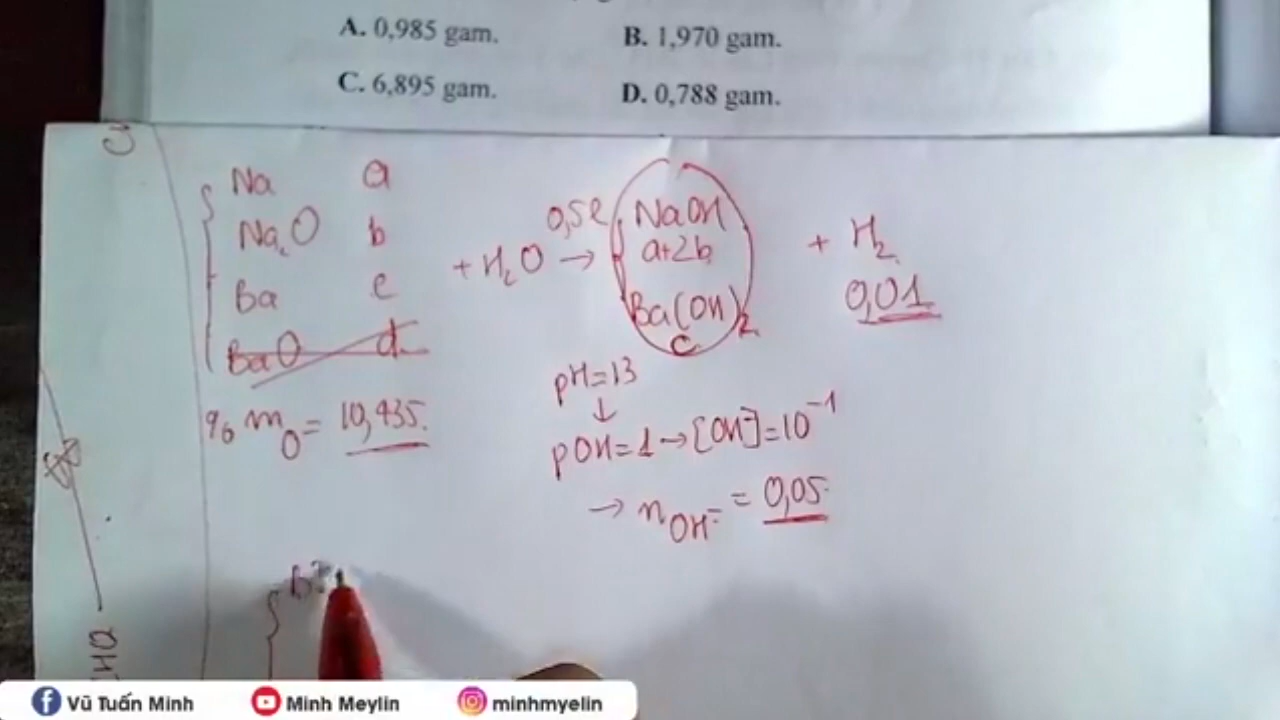 A. 0,985 gam. B. 1,970 gam.
C. 6,895 gam. D. 0,788 gam.
Na a
Na₂O b
Ba c
BaO d
+ H₂O
0,5l
→
NaOH
a+2b
Ba(OH)₂
c
+ H₂
0,01
% m_O = 10,435.
pH=13
↓
pOH=1 → [OH⁻]=10⁻¹
→ n_OH⁻ = 0,05
Vũ Tuấn Minh Minh Meylin minhmyelin